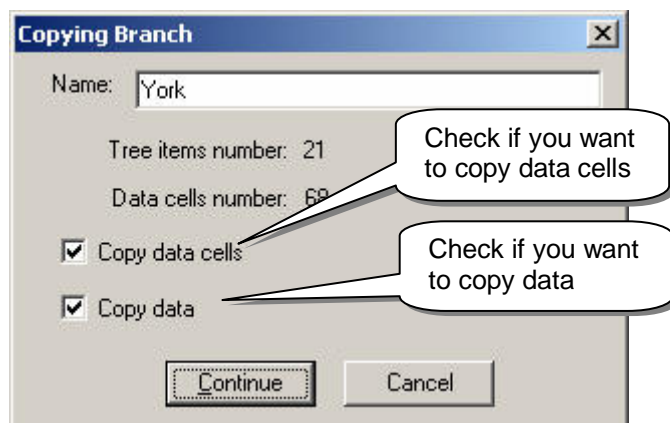 Copying Branch
Name: York
Tree items number: 21
Check if you want
to copy data cells
Data cells number: 68
Copy data cells
Check if you want
to copy data
Copy data
Continue
Cancel